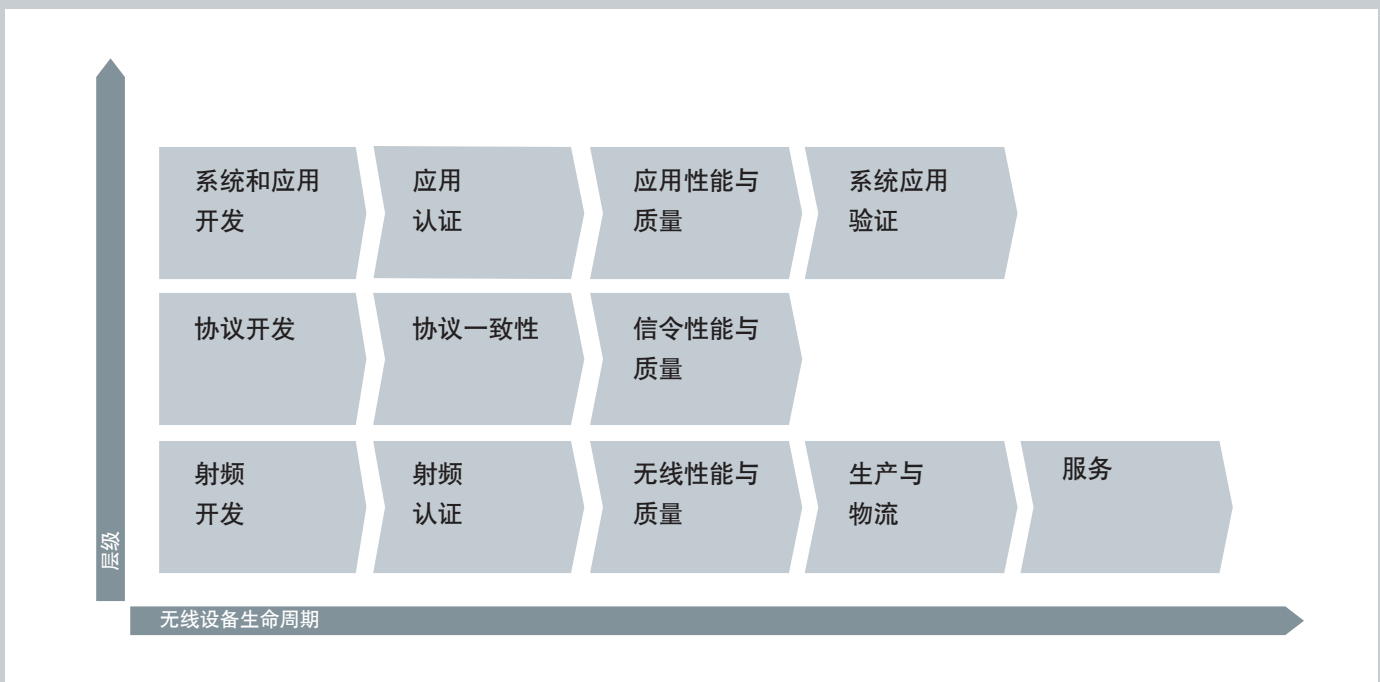 系统和应用
开发
应用
认证
应用性能与
质量
系统应用
验证
协议开发
协议一致性
信令性能与
质量
射频
开发
射频
认证
无线性能与
质量
生产与
物流
服务
层级
无线设备生命周期